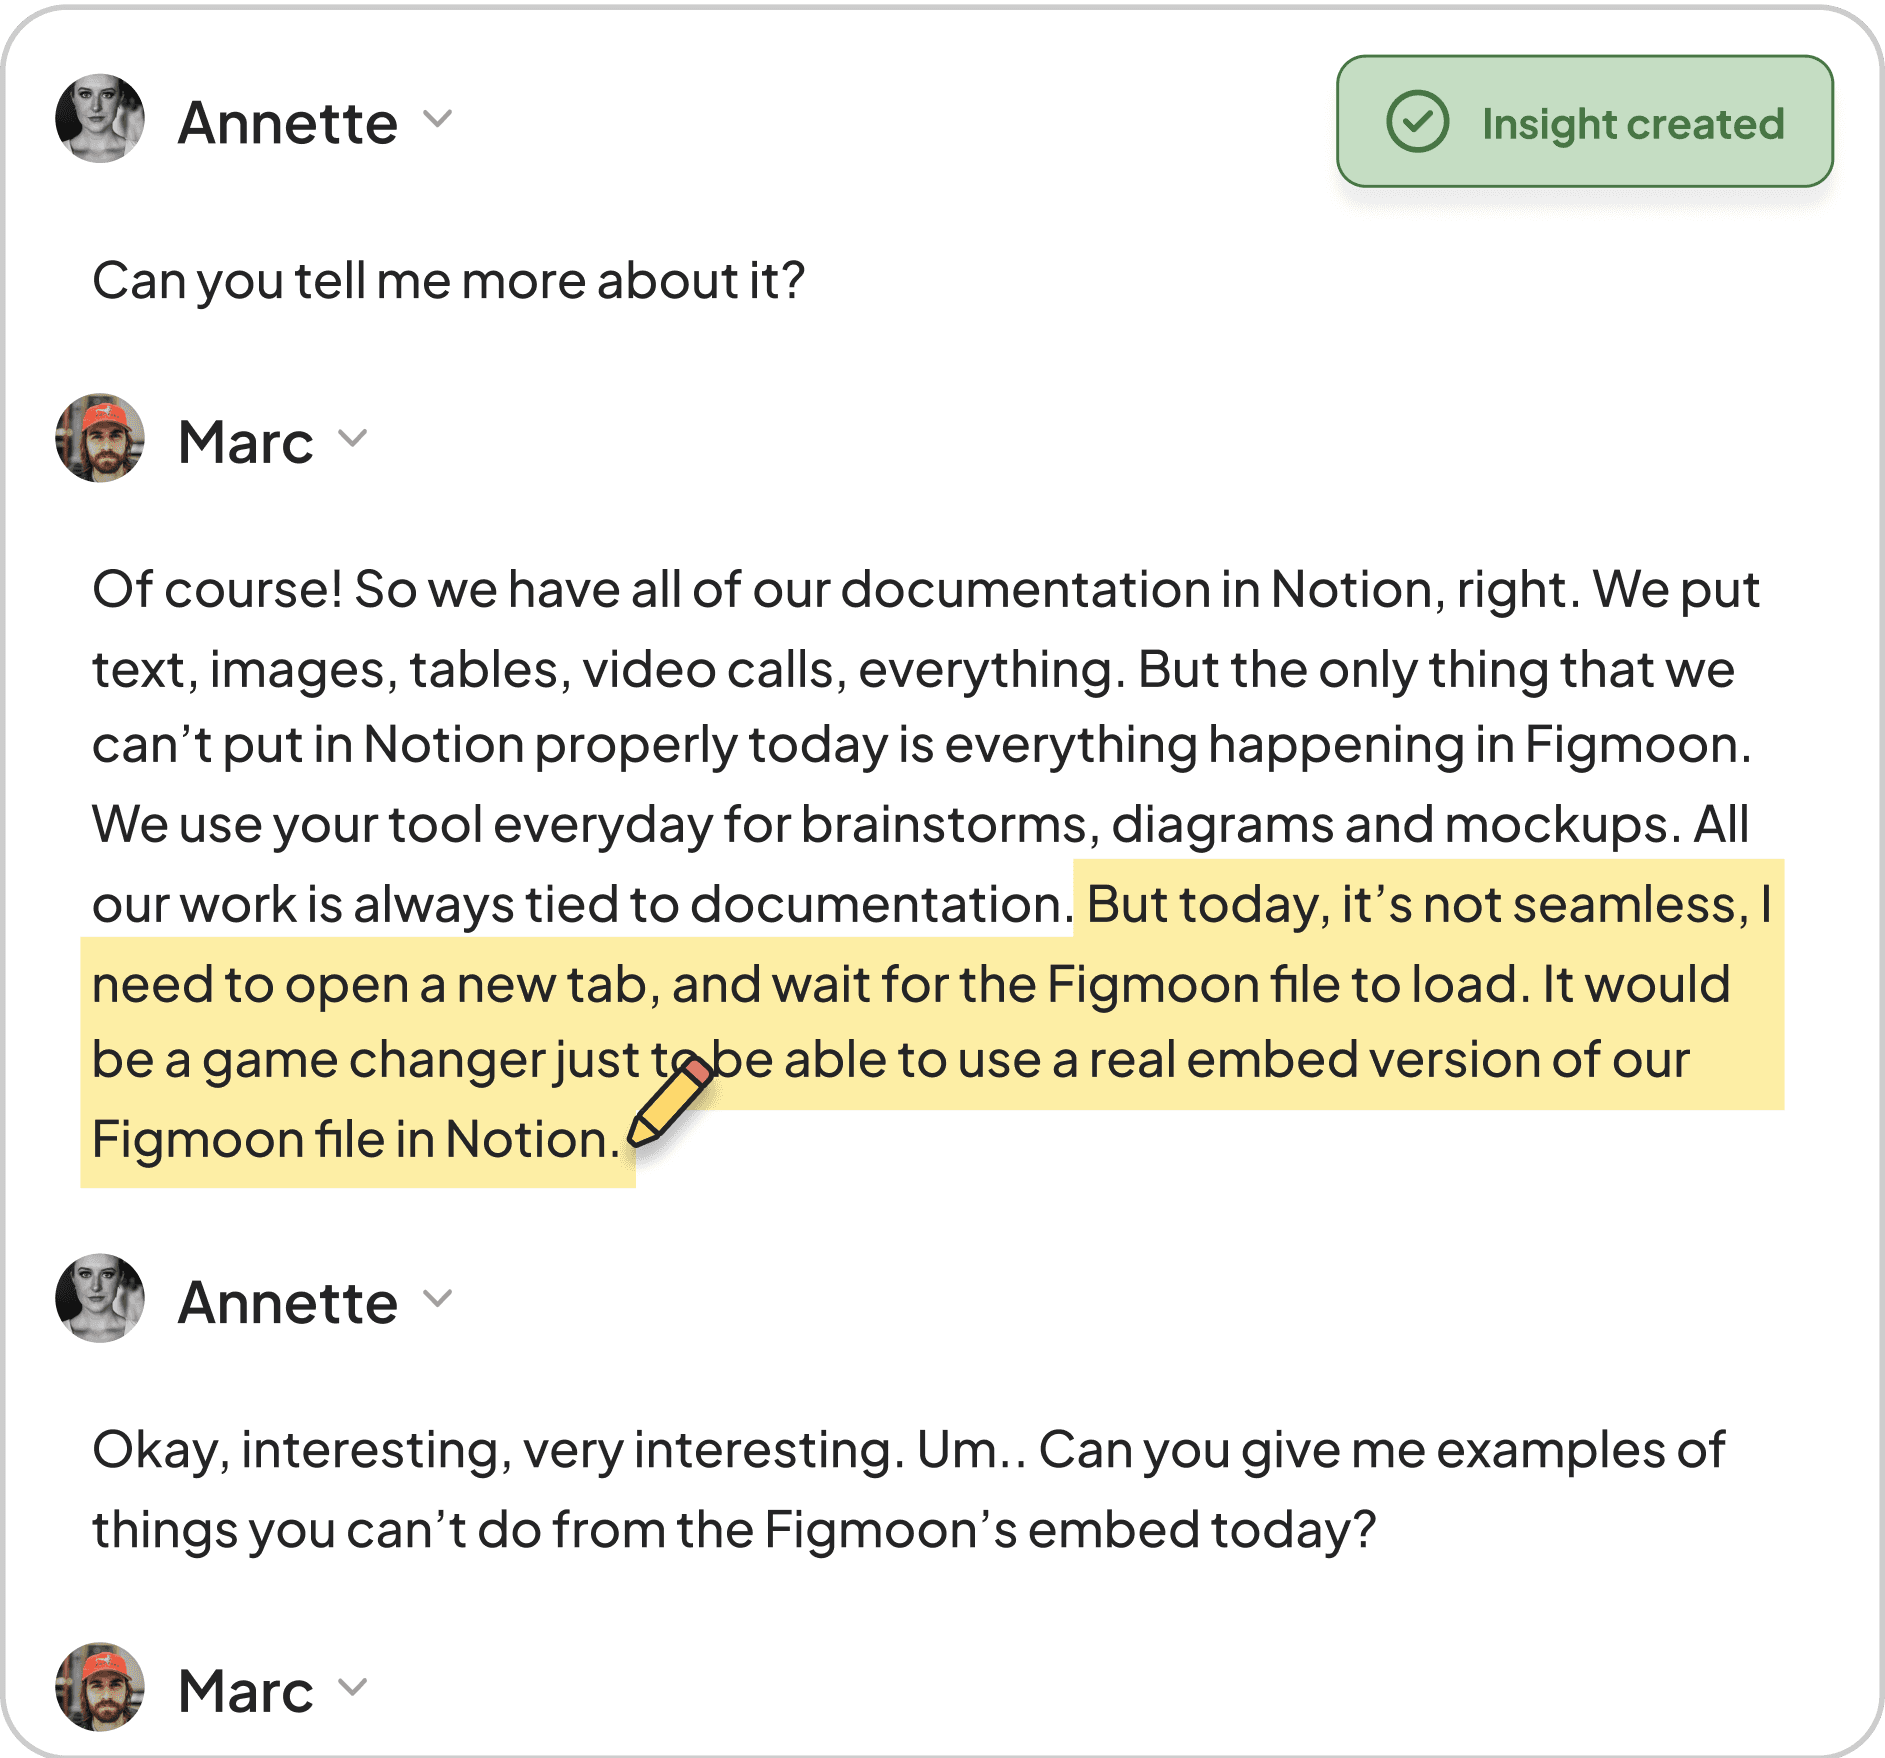 Annette
Insight created
Can you tell me more about it?
Marc
Of course! So we have all of our documentation in Notion, right. We put
text, images, tables, video calls, everything. But the only thing that we
can’t put in Notion properly today is everything happening in Figmoon.
We use your tool everyday for brainstorms, diagrams and mockups. All
our work is always tied to documentation. But today, it’s not seamless, I
need to open a new tab, and wait for the Figmoon file to load. It would
be a game changer just to be able to use a real embed version of our
Figmoon file in Notion.
Annette
Okay, interesting, very interesting. Um.. Can you give me examples of
things you can’t do from the Figmoon’s embed today?
Marc